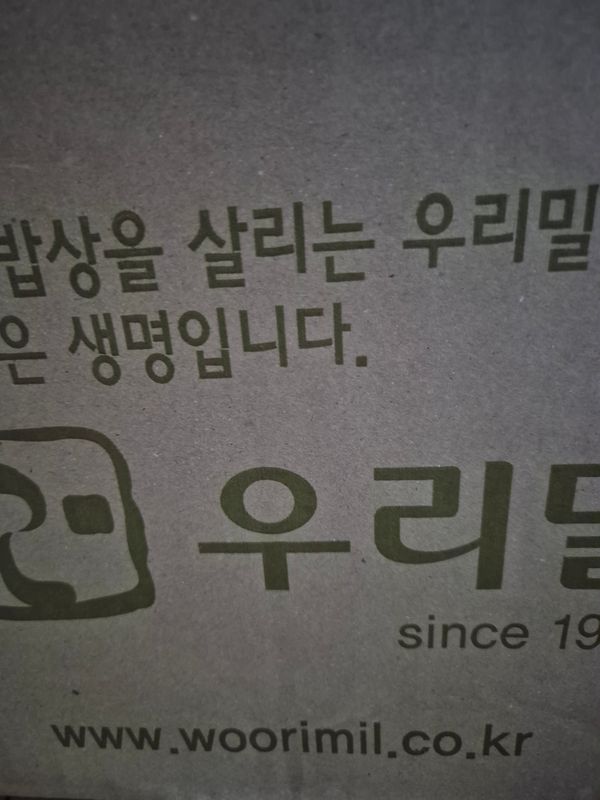 밥상을 살리는 우리밀
은 생명입니다.
우리밀
since 19
www.woorimil.co.kr